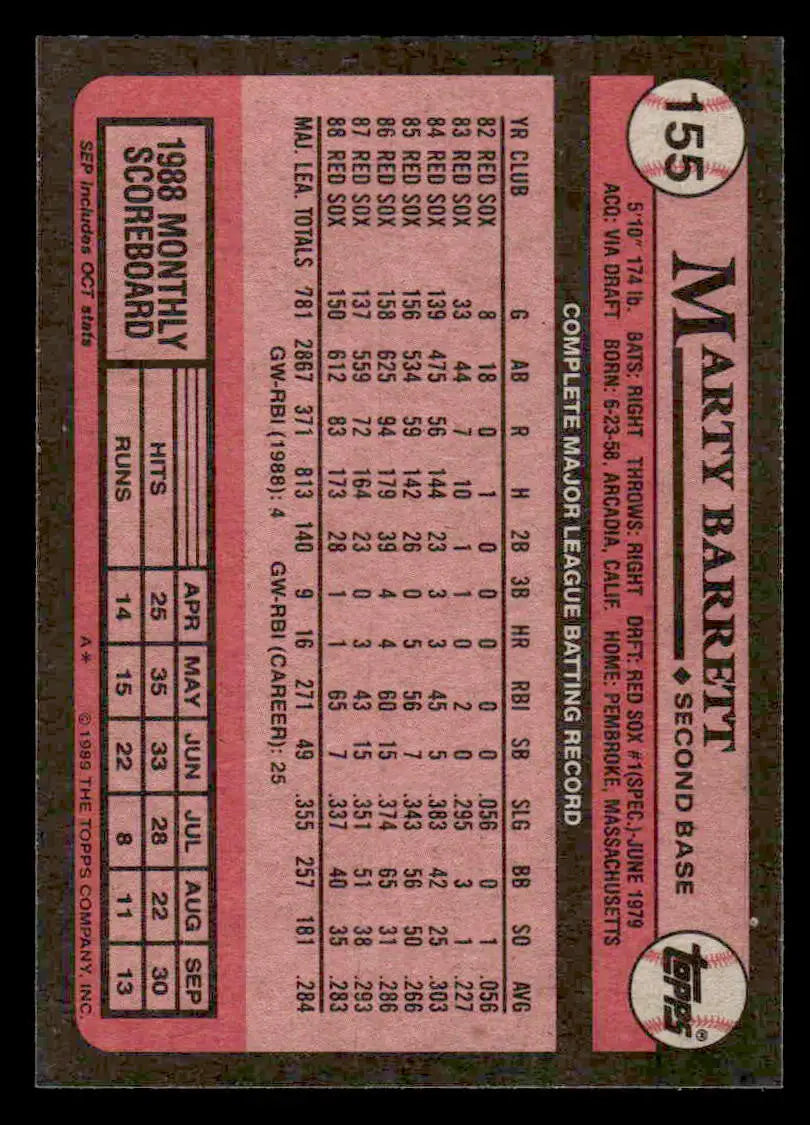 155
MARTY BARRETT
◆ SECOND BASE
topps®
5'10" 174 lb. BATS: RIGHT THROWS: RIGHT DRFT: RED SOX #1(SPEC.)-JUNE 1979
ACQ: VIA DRAFT BORN: 6-23-58, ARCADIA, CALIF. HOME: PEMBROKE, MASSACHUSETTS
COMPLETE MAJOR LEAGUE BATTING RECORD
YR CLUB G AB R H 2B 3B HR RBI SB SLG BB SO AVG
82 RED SOX 8 18 0 1 0 0 0 0 0 .056 0 1 .056
83 RED SOX 33 44 7 10 1 1 0 2 0 .295 3 1 .227
84 RED SOX 139 475 56 144 23 3 3 45 5 .383 42 25 .303
85 RED SOX 156 534 59 142 26 0 5 56 7 .343 56 50 .266
86 RED SOX 158 625 94 179 39 4 4 60 15 .374 65 31 .286
87 RED SOX 137 559 72 164 23 0 3 43 15 .351 51 38 .293
88 RED SOX 150 612 83 173 28 1 1 65 7 .337 40 35 .283
MAJ. LEA. TOTALS 781 2867 371 813 140 9 16 271 49 .355 257 181 .284
GW-RBI (1988): 4 GW-RBI (CAREER): 25
1988 MONTHLY
SCOREBOARD
APR MAY JUN JUL AUG SEP
HITS 25 35 33 28 22 30
RUNS 14 15 22 8 11 13
SEP includes OCT stats
A* © 1989 THE TOPPS COMPANY, INC.